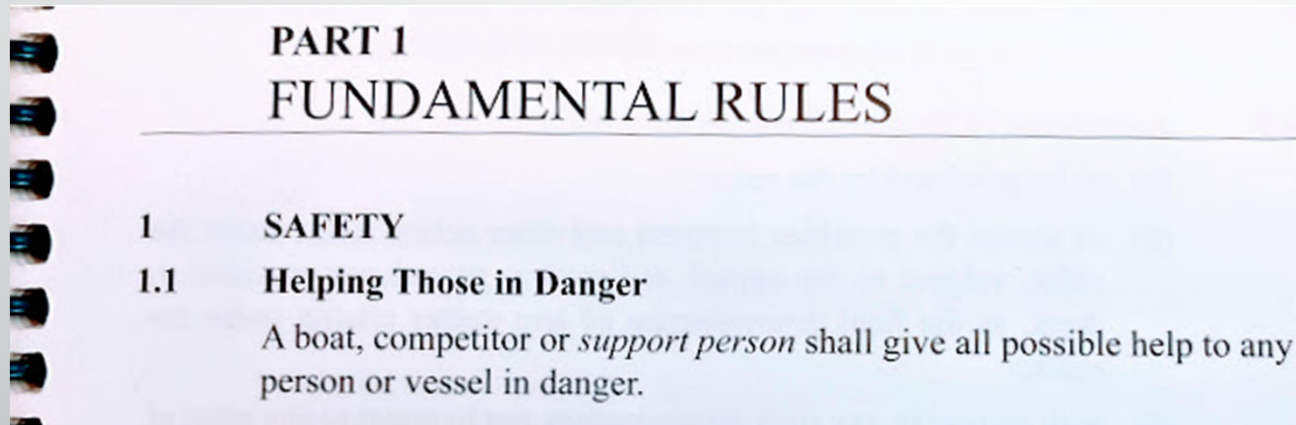 PART 1
FUNDAMENTAL RULES
1 SAFETY
1.1 Helping Those in Danger
A boat, competitor or support person shall give all possible help to any
person or vessel in danger.